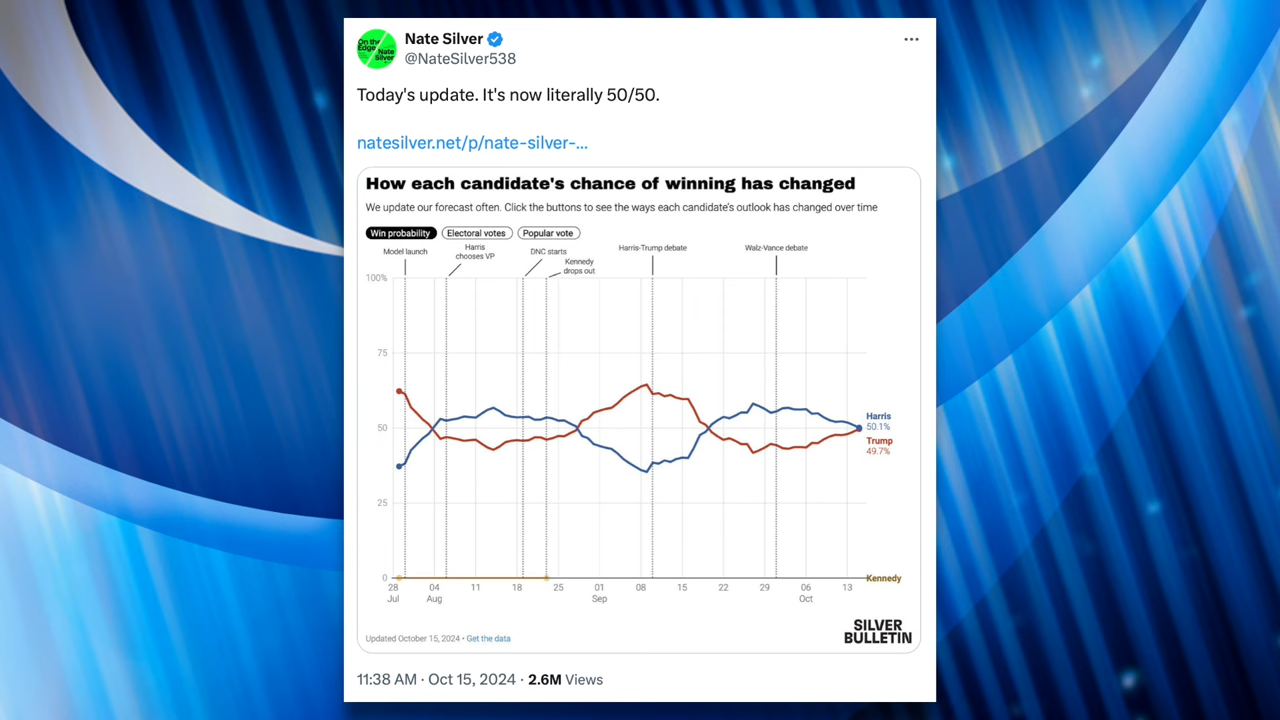 On the
Edge
Nate
Silver
Nate Silver
@NateSilver538
Today's update. It's now literally 50/50.
natesilver.net/p/nate-silver-...
How each candidate's chance of winning has changed
We update our forecast often. Click the buttons to see the ways each candidate's outlook has changed over time
Win probability Electoral votes Popular vote
Model launch
Harris
chooses VP
DNC starts
Kennedy
drops out
Harris-Trump debate
Walz-Vance debate
100%
75
50
25
0
Harris
50.1%
Trump
49.7%
Kennedy
28 04 11 18 25 01 08 15 22 29 06 13
Jul Aug Sep Oct
Updated October 15, 2024 • Get the data
SILVER
BULLETIN
11:38 AM · Oct 15, 2024 · 2.6M Views